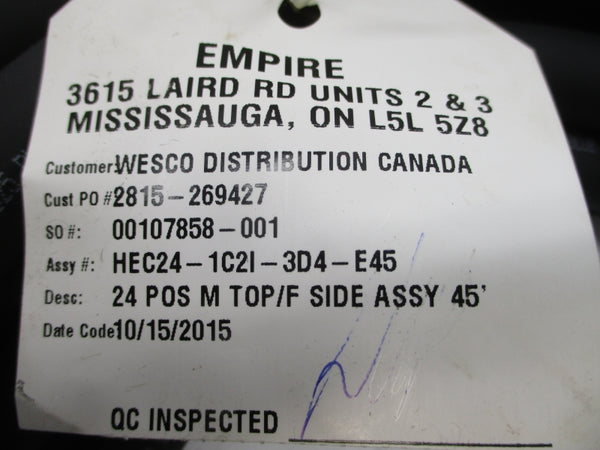 EMPIRE
3615 LAIRD RD UNITS 2 & 3
MISSISSAUGA, ON L5L 5Z8
Customer: WESCO DISTRIBUTION CANADA
Cust PO # 2815-269427
SO #: 00107858-001
Assy #: HEC24-1C2I-3D4-E45
Desc: 24 POS M TOP/F SIDE ASSY 45'
Date Code 10/15/2015
QC INSPECTED